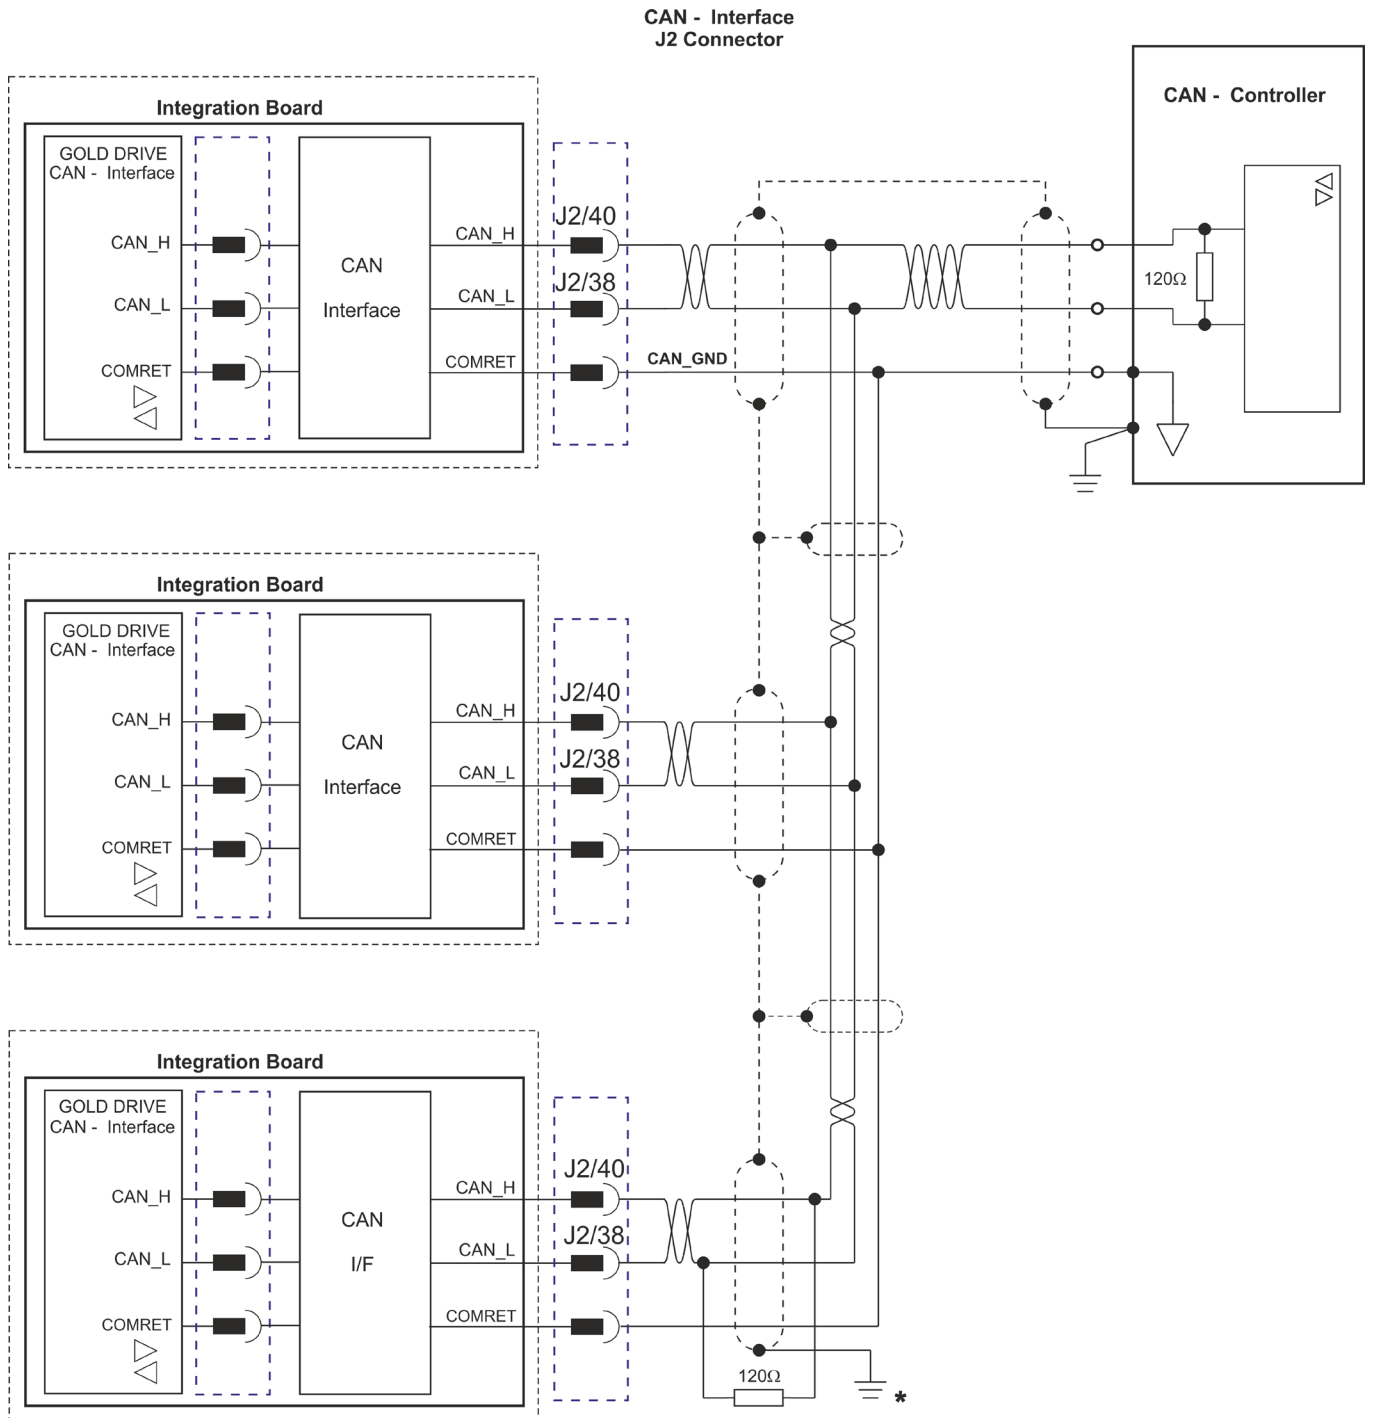 CAN - Interface
J2 Connector
CAN - Controller
120Ω
Integration Board
GOLD DRIVE
CAN - Interface
CAN_H
CAN_L
COMRET
CAN
Interface
CAN_H
CAN_L
COMRET
J2/40
J2/38
CAN_GND
Integration Board
GOLD DRIVE
CAN - Interface
CAN_H
CAN_L
COMRET
CAN
Interface
CAN_H
CAN_L
COMRET
J2/40
J2/38
Integration Board
GOLD DRIVE
CAN - Interface
CAN_H
CAN_L
COMRET
CAN
I/F
CAN_H
CAN_L
COMRET
J2/40
J2/38
120Ω
*